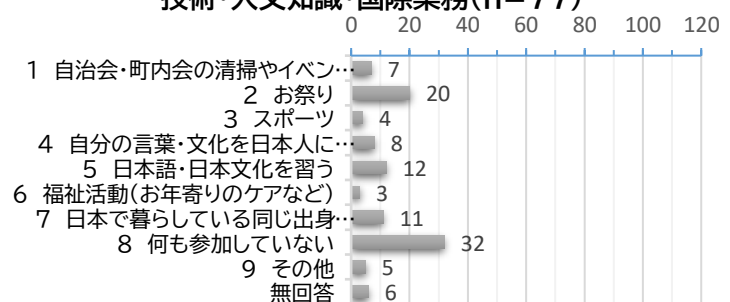 技術・人文知識・国際業務(n=77)
0 20 40 60 80 100 120
1 自治会・町内会の清掃やイベン… 7
2 お祭り 20
3 スポーツ 4
4 自分の言葉・文化を日本人に… 8
5 日本語・日本文化を習う 12
6 福祉活動(お年寄りのケアなど) 3
7 日本で暮らしている同じ出身… 11
8 何も参加していない 32
9 その他 5
無回答 6